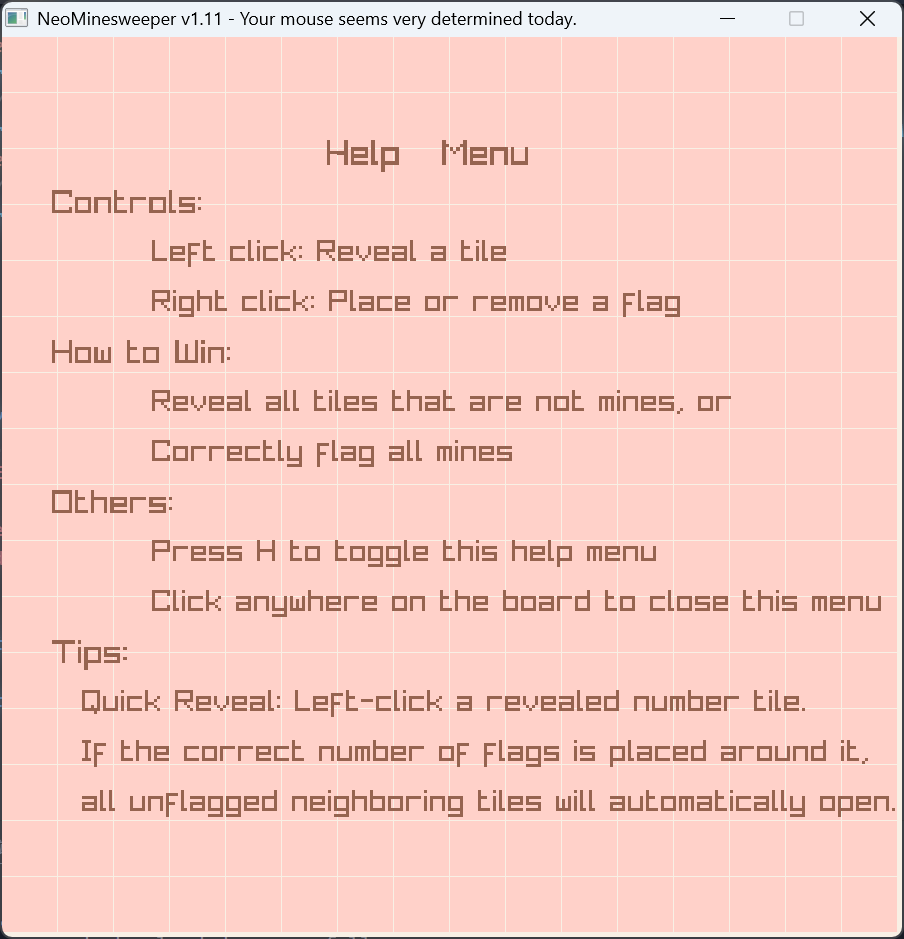 NeoMinesweeper v1.11 - Your mouse seems very determined today.
Help Menu
Controls:
Left click: Reveal a tile
Right click: Place or remove a flag
How to Win:
Reveal all tiles that are not mines, or
Correctly flag all mines
Others:
Press H to toggle this help menu
Click anywhere on the board to close this menu
Tips:
Quick Reveal: Left-click a revealed number tile.
If the correct number of flags is placed around it,
all unflagged neighboring tiles will automatically open.